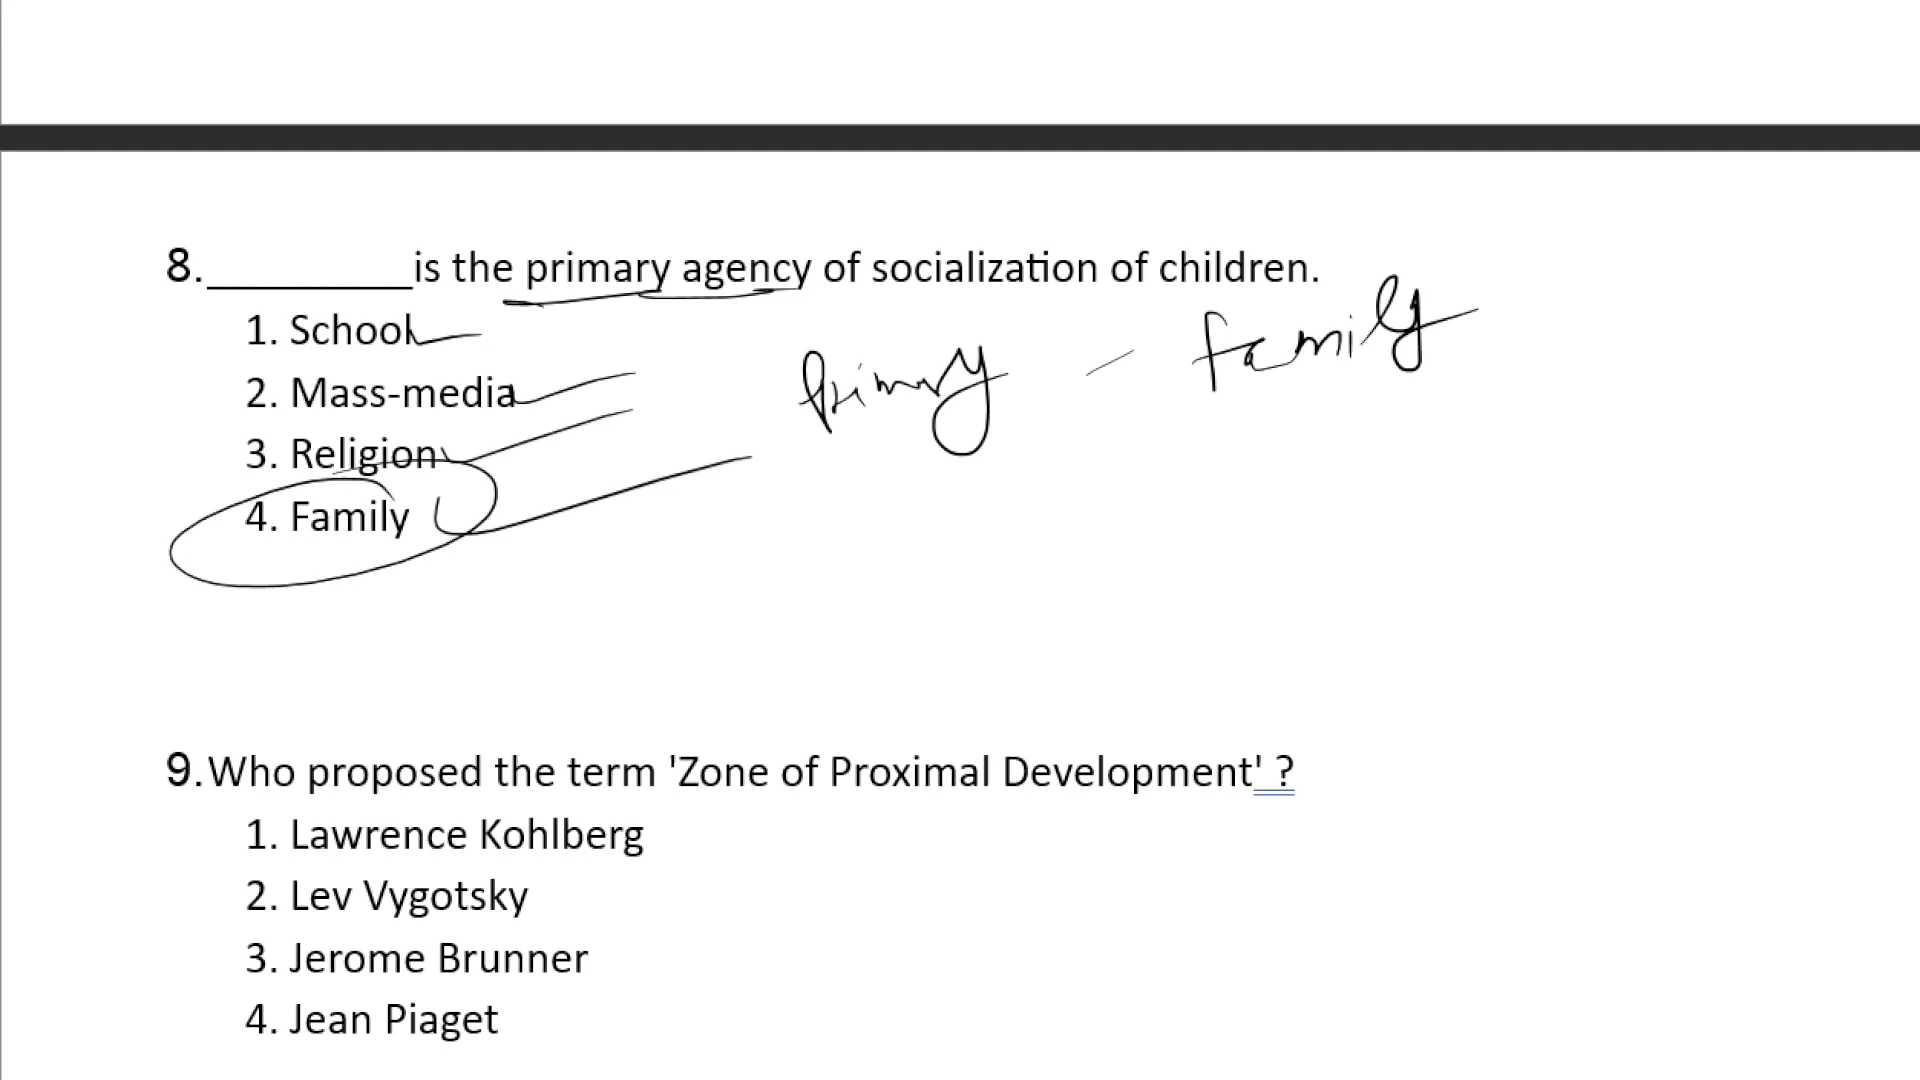 8.________is the primary agency of socialization of children.
1. School
2. Mass-media
3. Religion
4. Family
Primary - family
9.Who proposed the term 'Zone of Proximal Development' ?
1. Lawrence Kohlberg
2. Lev Vygotsky
3. Jerome Brunner
4. Jean Piaget